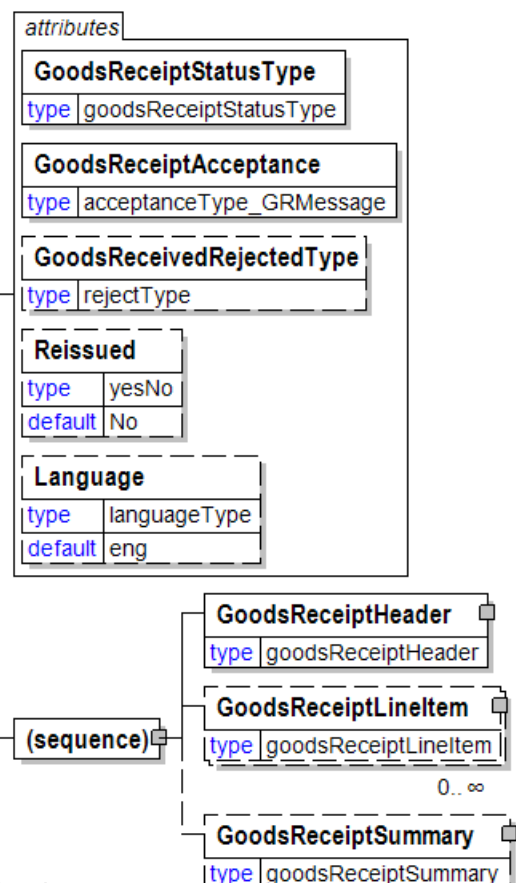 attributes
GoodsReceiptStatusType
type goodsReceiptStatusType
GoodsReceiptAcceptance
type acceptanceType_GRMessage
GoodsReceivedRejectedType
type rejectType
Reissued
type yesNo
default No
Language
type languageType
default eng
GoodsReceiptHeader
type goodsReceiptHeader
GoodsReceiptLineItem
(sequence)
type goodsReceiptLineItem
0.. ∞
GoodsReceiptSummary
type goodsReceiptSummary